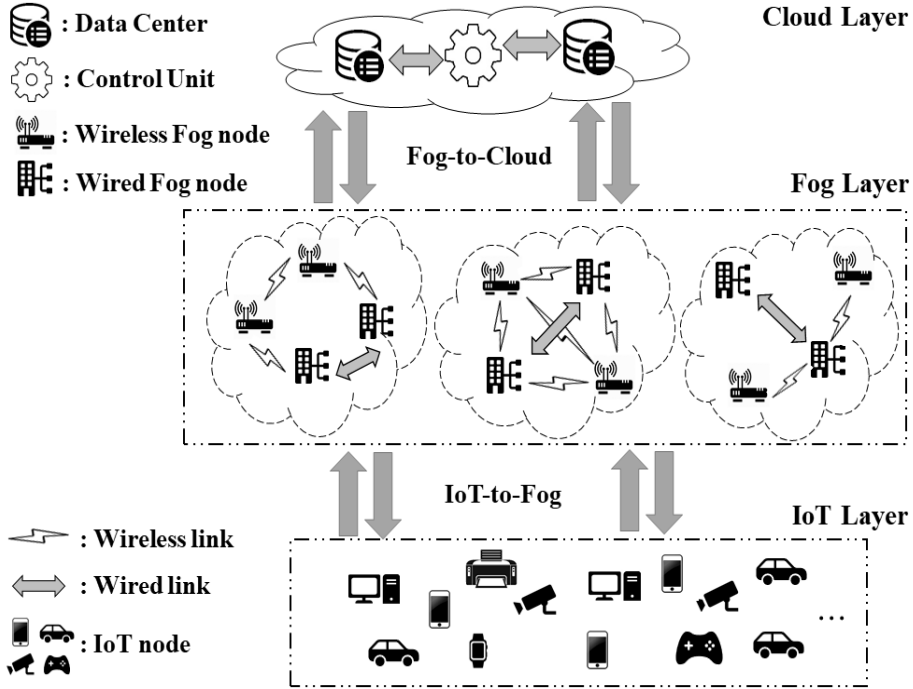 : Data Center
Cloud Layer
: Control Unit
: Wireless Fog node
Fog-to-Cloud
: Wired Fog node
Fog Layer
IoT-to-Fog
IoT Layer
: Wireless link
: Wired link
: IoT node
...